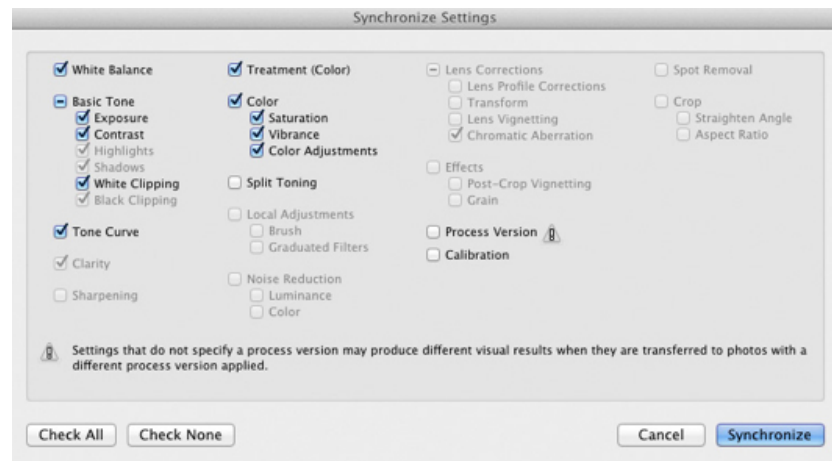 Synchronize Settings
White Balance
Basic Tone
Exposure
Contrast
Highlights
Shadows
White Clipping
Black Clipping
Tone Curve
Clarity
Sharpening
Treatment (Color)
Color
Saturation
Vibrance
Color Adjustments
Split Toning
Local Adjustments
Brush
Graduated Filters
Noise Reduction
Luminance
Color
Lens Corrections
Lens Profile Corrections
Transform
Lens Vignetting
Chromatic Aberration
Effects
Post-Crop Vignetting
Grain
Process Version
Calibration
Spot Removal
Crop
Straighten Angle
Aspect Ratio
Settings that do not specify a process version may produce different visual results when they are transferred to photos with a
different process version applied.
Check All
Check None
Cancel
Synchronize